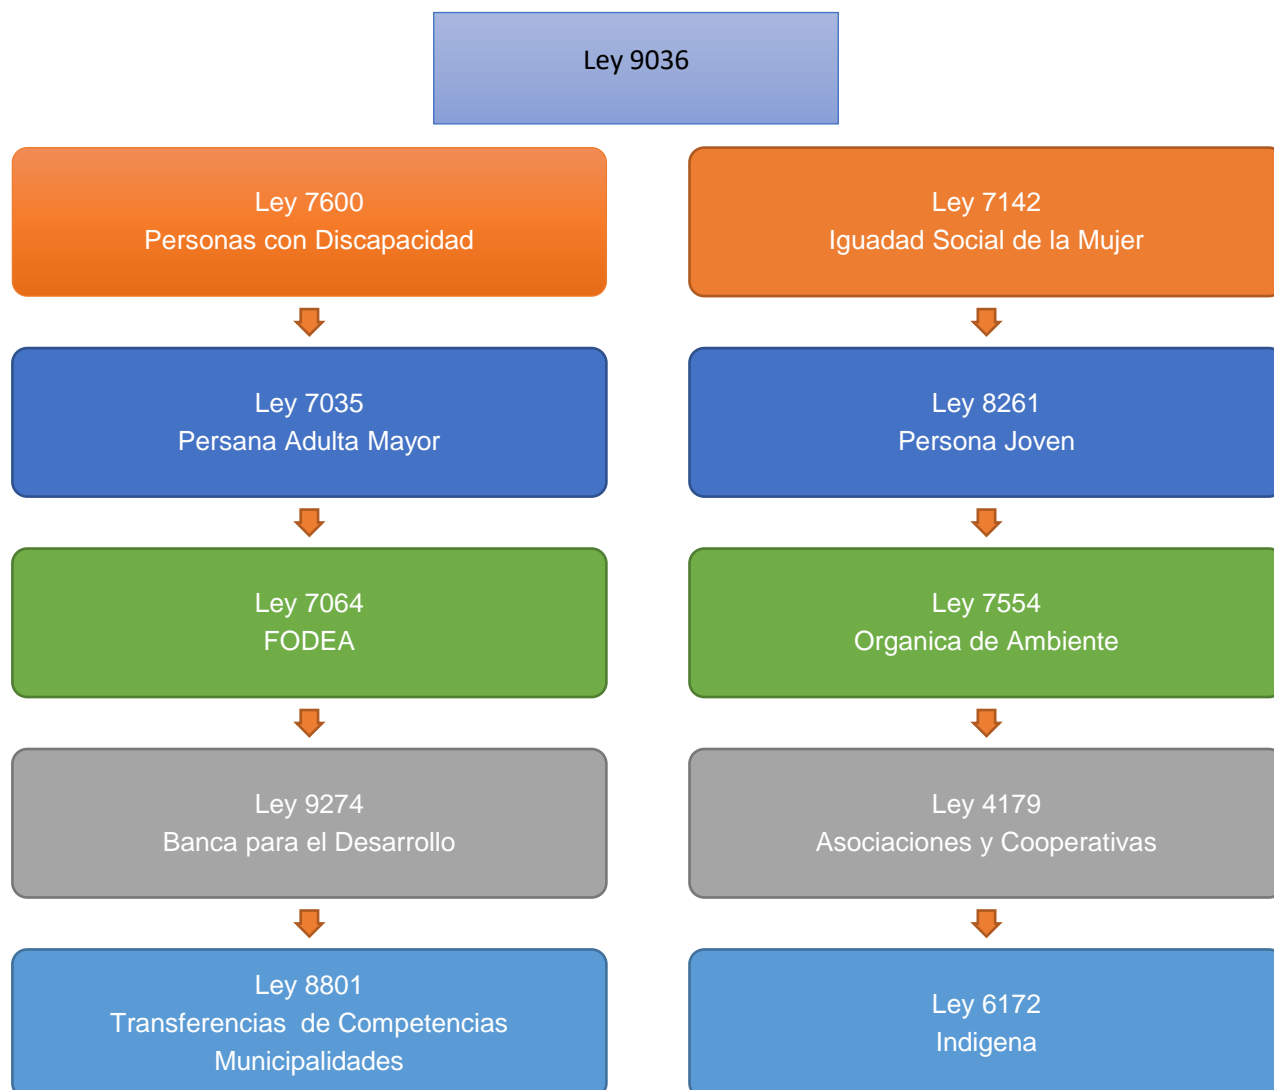 Ley 9036
Ley 7600
Personas con Discapacidad
Ley 7035
Persana Adulta Mayor
Ley 7064
FODEA
Ley 9274
Banca para el Desarrollo
Ley 8801
Transferencias  de Competencias
Municipalidades
Ley 7142
Iguadad Social de la Mujer
Ley 8261
Persona Joven
Ley 7554
Organica de Ambiente
Ley 4179
Asociaciones y Cooperativas
Ley 6172
Indigena